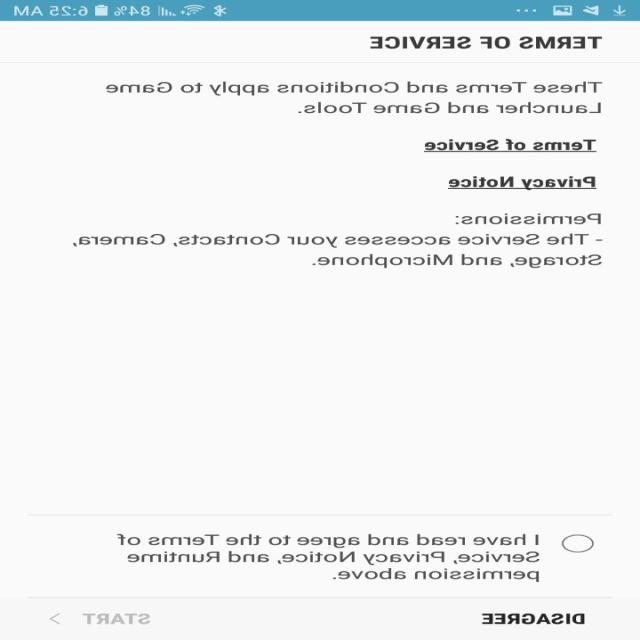 84% 6:25 AM
TERMS OF SERVICE
These Terms and Conditions apply to Game
Launcher and Game Tools.
Terms of Service
Privacy Notice
Permissions:
- The Service accesses your Contacts, Camera,
Storage, and Microphone.
I have read and agree to the Terms of
Service, Privacy Notice, and Runtime
permission above.
DISAGREE START >